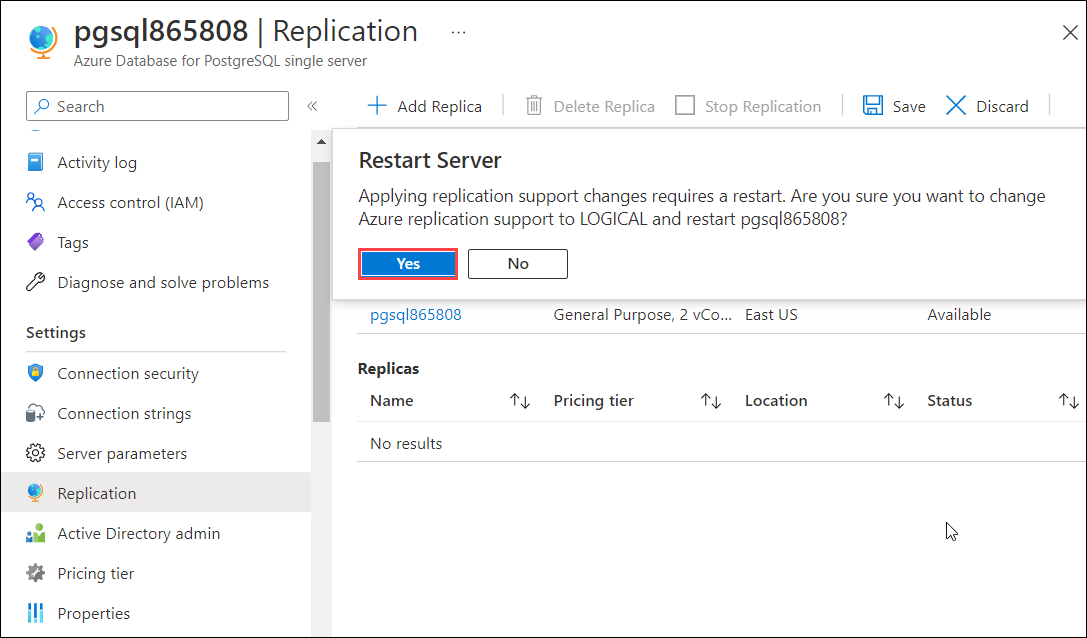 pgsql865808 | Replication ...
Azure Database for PostgreSQL single server
Search «
Add Replica Delete Replica Stop Replication Save Discard
Activity log
Access control (IAM)
Tags
Diagnose and solve problems
Settings
Connection security
Connection strings
Server parameters
Replication
Active Directory admin
Pricing tier
Properties
Restart Server
Applying replication support changes requires a restart. Are you sure you want to change
Azure replication support to LOGICAL and restart pgsql865808?
Yes No
pgsql865808 General Purpose, 2 vCo... East US Available
Replicas
Name Pricing tier Location Status
No results